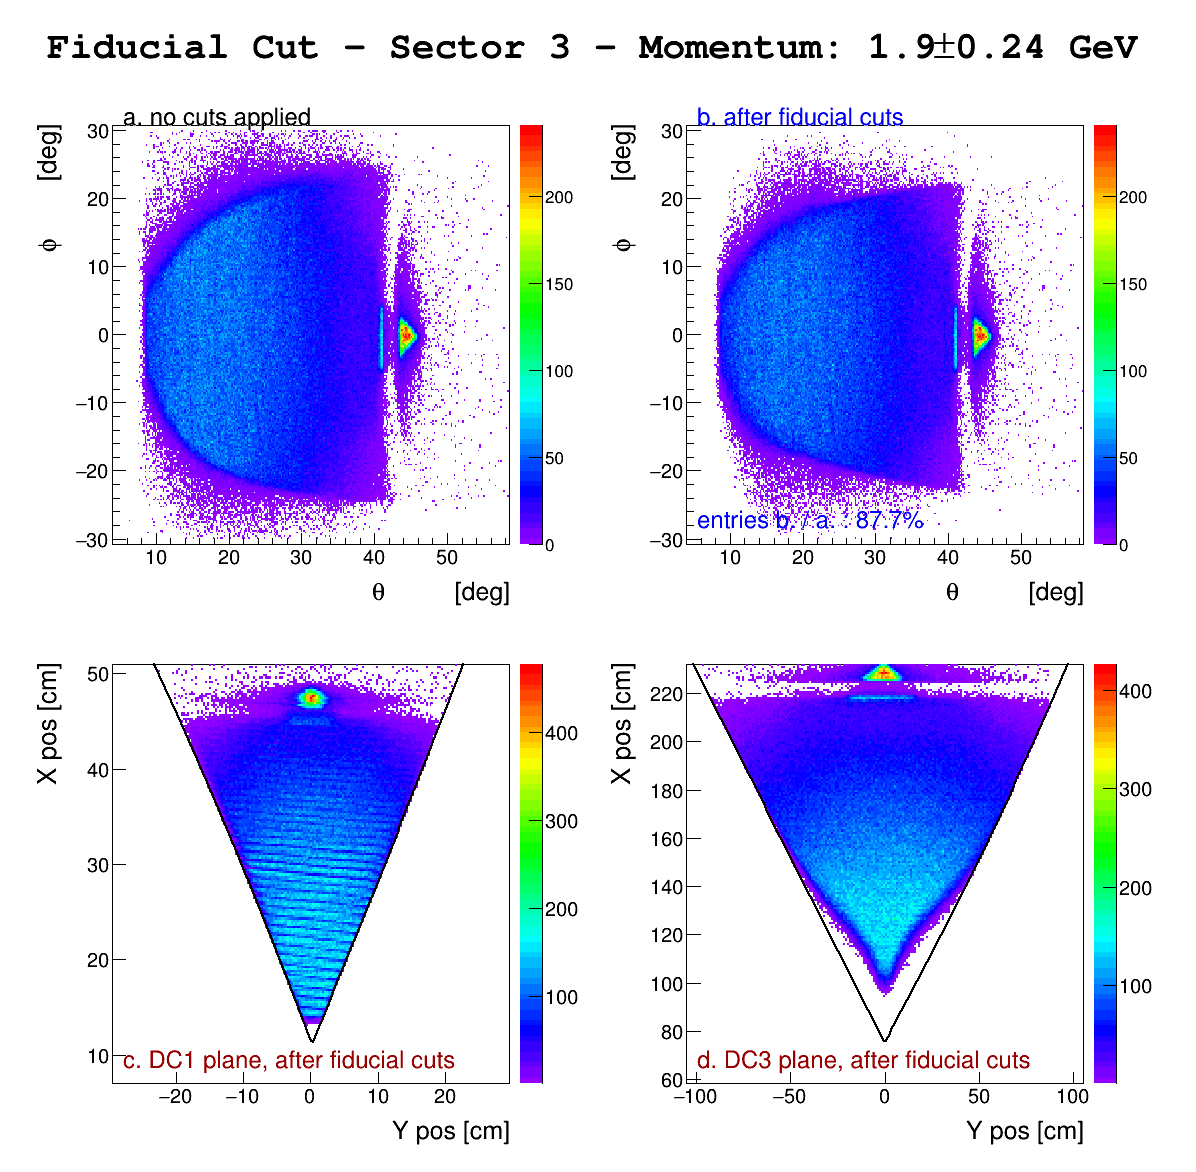 Fiducial Cut – Sector 3 – Momentum: 1.9±0.24 GeV
a. no cuts applied
φ [deg]
30
20
10
0
−10
−20
−30
10 20 30 40 50
θ [deg]
200
150
100
50
0
b. after fiducial cuts
φ [deg]
30
20
10
0
−10
−20
−30
entries b. / a. : 87.7%
10 20 30 40 50
θ [deg]
200
150
100
50
0
X pos [cm]
50
40
30
20
10
c. DC1 plane, after fiducial cuts
−20 −10 0 10 20
Y pos [cm]
400
300
200
100
X pos [cm]
220
200
180
160
140
120
100
80
60
d. DC3 plane, after fiducial cuts
−100 −50 0 50 100
Y pos [cm]
400
300
200
100